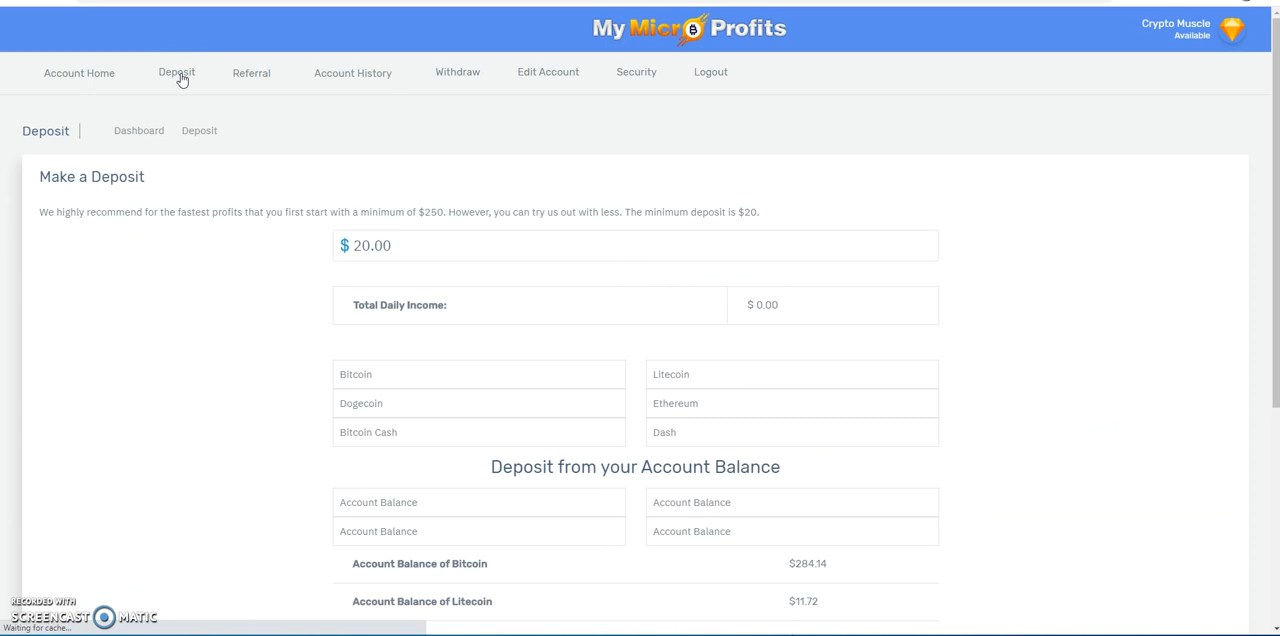 My Micro Profits
Crypto Muscle
Available
Account Home Deposit Referral Account History Withdraw Edit Account Security Logout
Deposit Dashboard Deposit
Make a Deposit
We highly recommend for the fastest profits that you first start with a minimum of $250. However, you can try us out with less. The minimum deposit is $20.
$ 20.00
Total Daily Income: $ 0.00
Bitcoin Litecoin
Dogecoin Ethereum
Bitcoin Cash Dash
Deposit from your Account Balance
Account Balance Account Balance
Account Balance Account Balance
Account Balance of Bitcoin $284.14
Account Balance of Litecoin $11.72
RECORDED WITH
SCREENCAST MATIC
Waiting for cache...